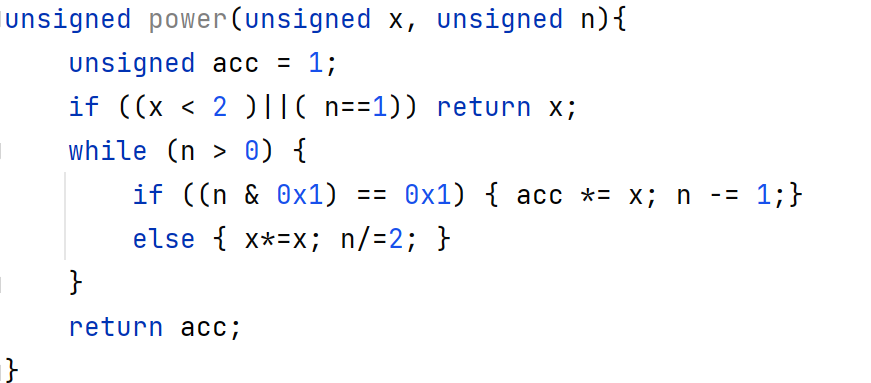 unsigned power(unsigned x, unsigned n){
    unsigned acc = 1;
    if ((x < 2 )||( n==1)) return x;
    while (n > 0) {
        if ((n & 0x1) == 0x1) { acc *= x; n -= 1;}
        else { x*=x; n/=2; }
    }
    return acc;
}